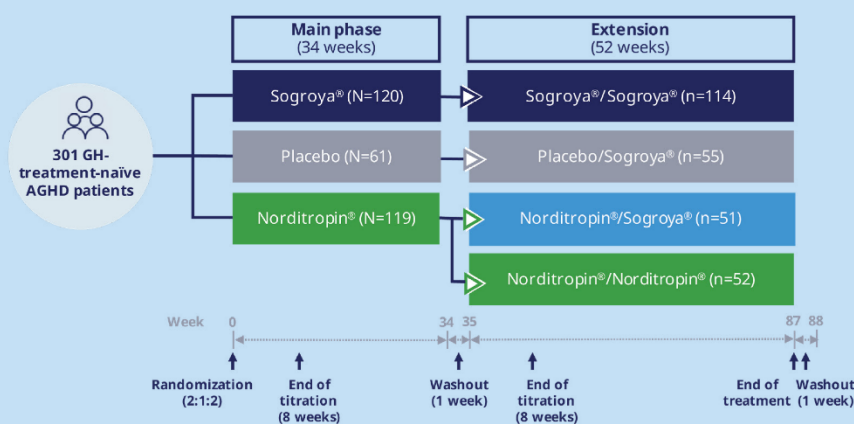 Main phase
(34 weeks)
Extension
(52 weeks)
301 GH-
treatment-naïve
AGHD patients
Sogroya® (N=120)
Sogroya®/Sogroya® (n=114)
Placebo (N=61)
Placebo/Sogroya® (n=55)
Norditropin® (N=119)
Norditropin®/Sogroya® (n=51)
Norditropin®/Norditropin® (n=52)
Week 0 34 35 87 88
Randomization
(2:1:2)
End of
titration
(8 weeks)
Washout
(1 week)
End of
titration
(8 weeks)
End of
treatment
Washout
(1 week)